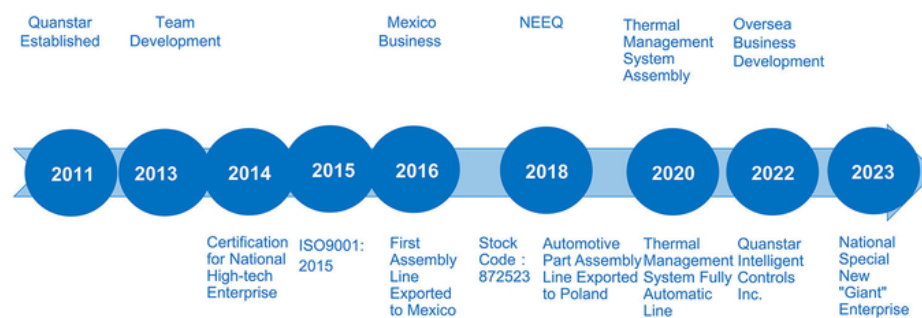 Quanstar
Established
Team
Development
Mexico
Business
NEEQ
Thermal
Management
System
Assembly
Oversea
Business
Development
2011
2013
2014
2015
2016
2018
2020
2022
2023
Certification
for National
High-tech
Enterprise
ISO9001:
2015
First
Assembly
Line
Exported
to Mexico
Stock
Code :
872523
Automotive
Part Assembly
Line Exported
to Poland
Thermal
Management
System Fully
Automatic
Line
Quanstar
Intelligent
Controls
Inc.
National
Special
New
"Giant"
Enterprise